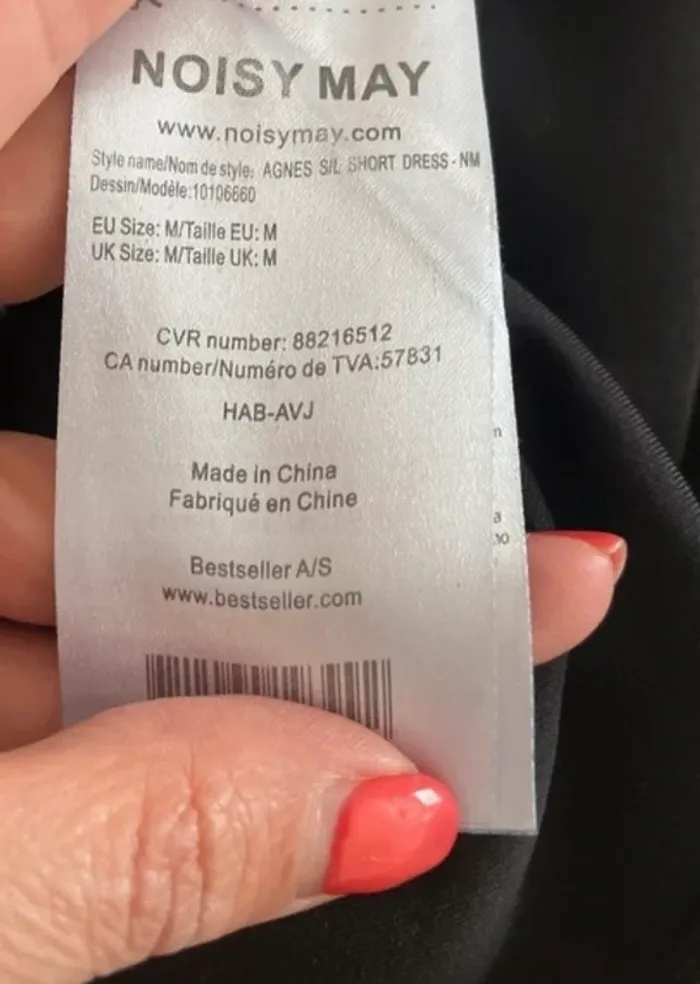 NOISY MAY
www.noisymay.com
Style name/Nom de style: AGNES S/L SHORT DRESS - NM
Dessin/Modèle:10106660
EU Size: M/Taille EU: M
UK Size: M/Taille UK: M
CVR number: 88216512
CA number/Numéro de TVA:57831
HAB-AVJ
Made in China
Fabriqué en Chine
Bestseller A/S
www.bestseller.com